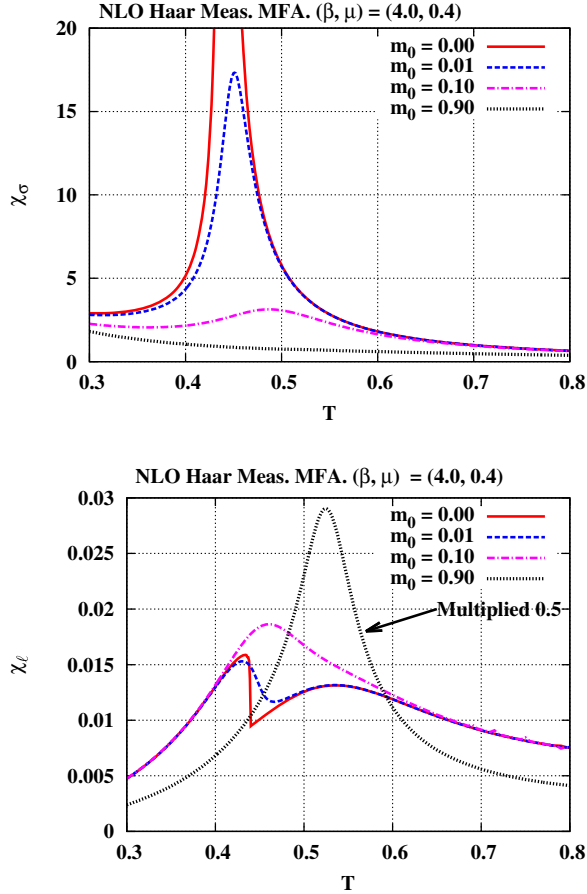 NLO Haar Meas. MFA. (β, μ) = (4.0, 0.4)
20
15
10
5
0
χσ
m0 = 0.00
m0 = 0.01
m0 = 0.10
m0 = 0.90
0.3 0.4 0.5 0.6 0.7 0.8
T
NLO Haar Meas. MFA. (β, μ) = (4.0, 0.4)
0.03
0.025
0.02
0.015
0.01
0.005
0
χℓ
m0 = 0.00
m0 = 0.01
m0 = 0.10
m0 = 0.90
Multiplied 0.5
0.3 0.4 0.5 0.6 0.7 0.8
T